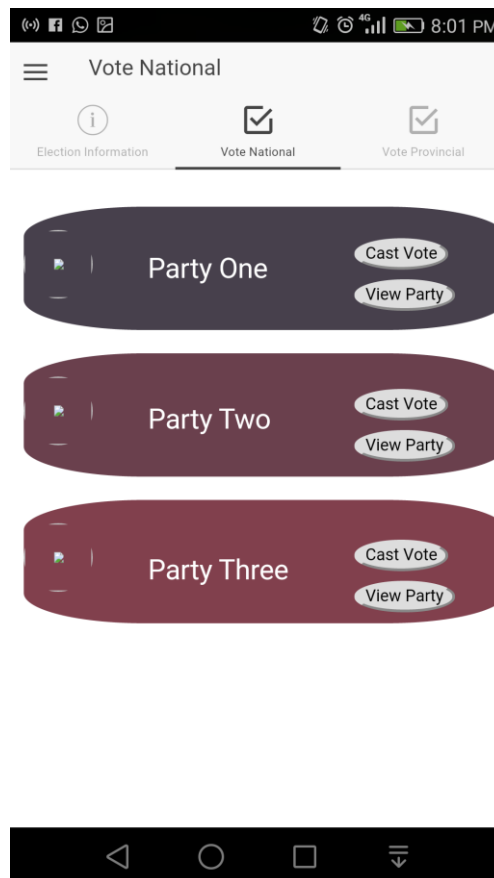 4G
8:01 PM
Vote National
Election Information
Vote National
Vote Provincial
Party One
Cast Vote
View Party
Party Two
Cast Vote
View Party
Party Three
Cast Vote
View Party